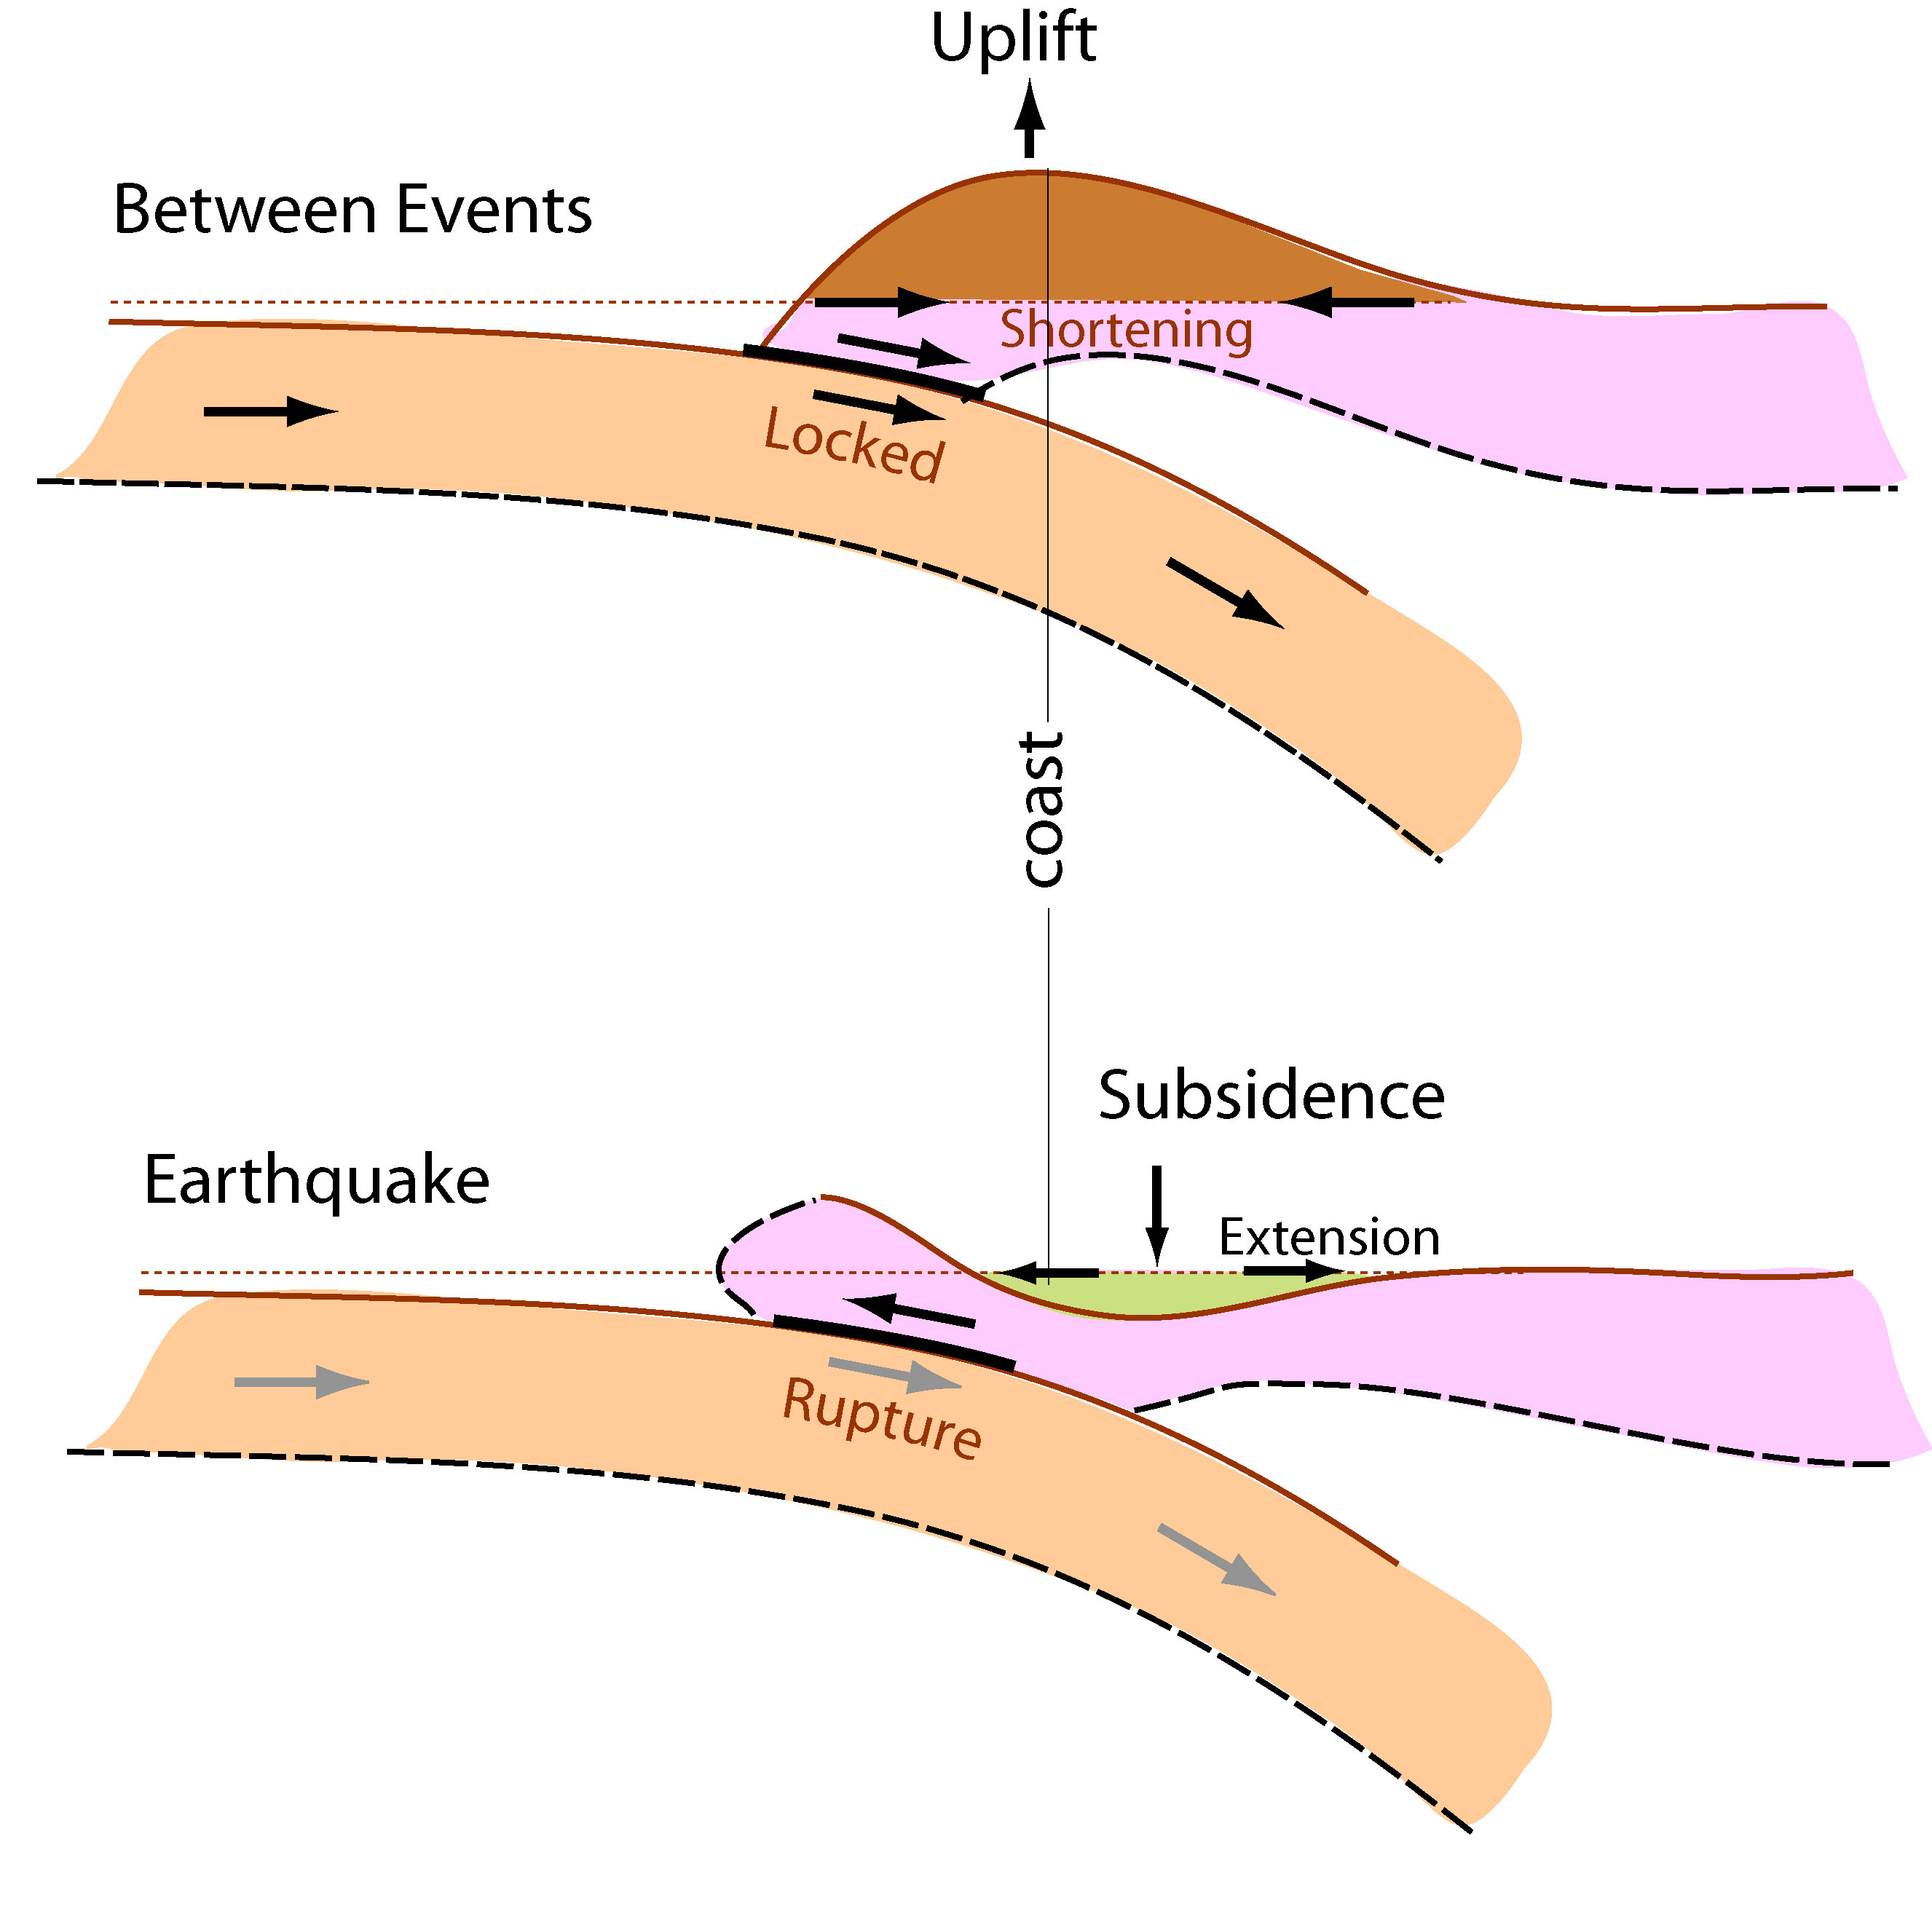 Uplift
Between Events
Shortening
Locked
coast
Subsidence
Earthquake
Extension
Rupture